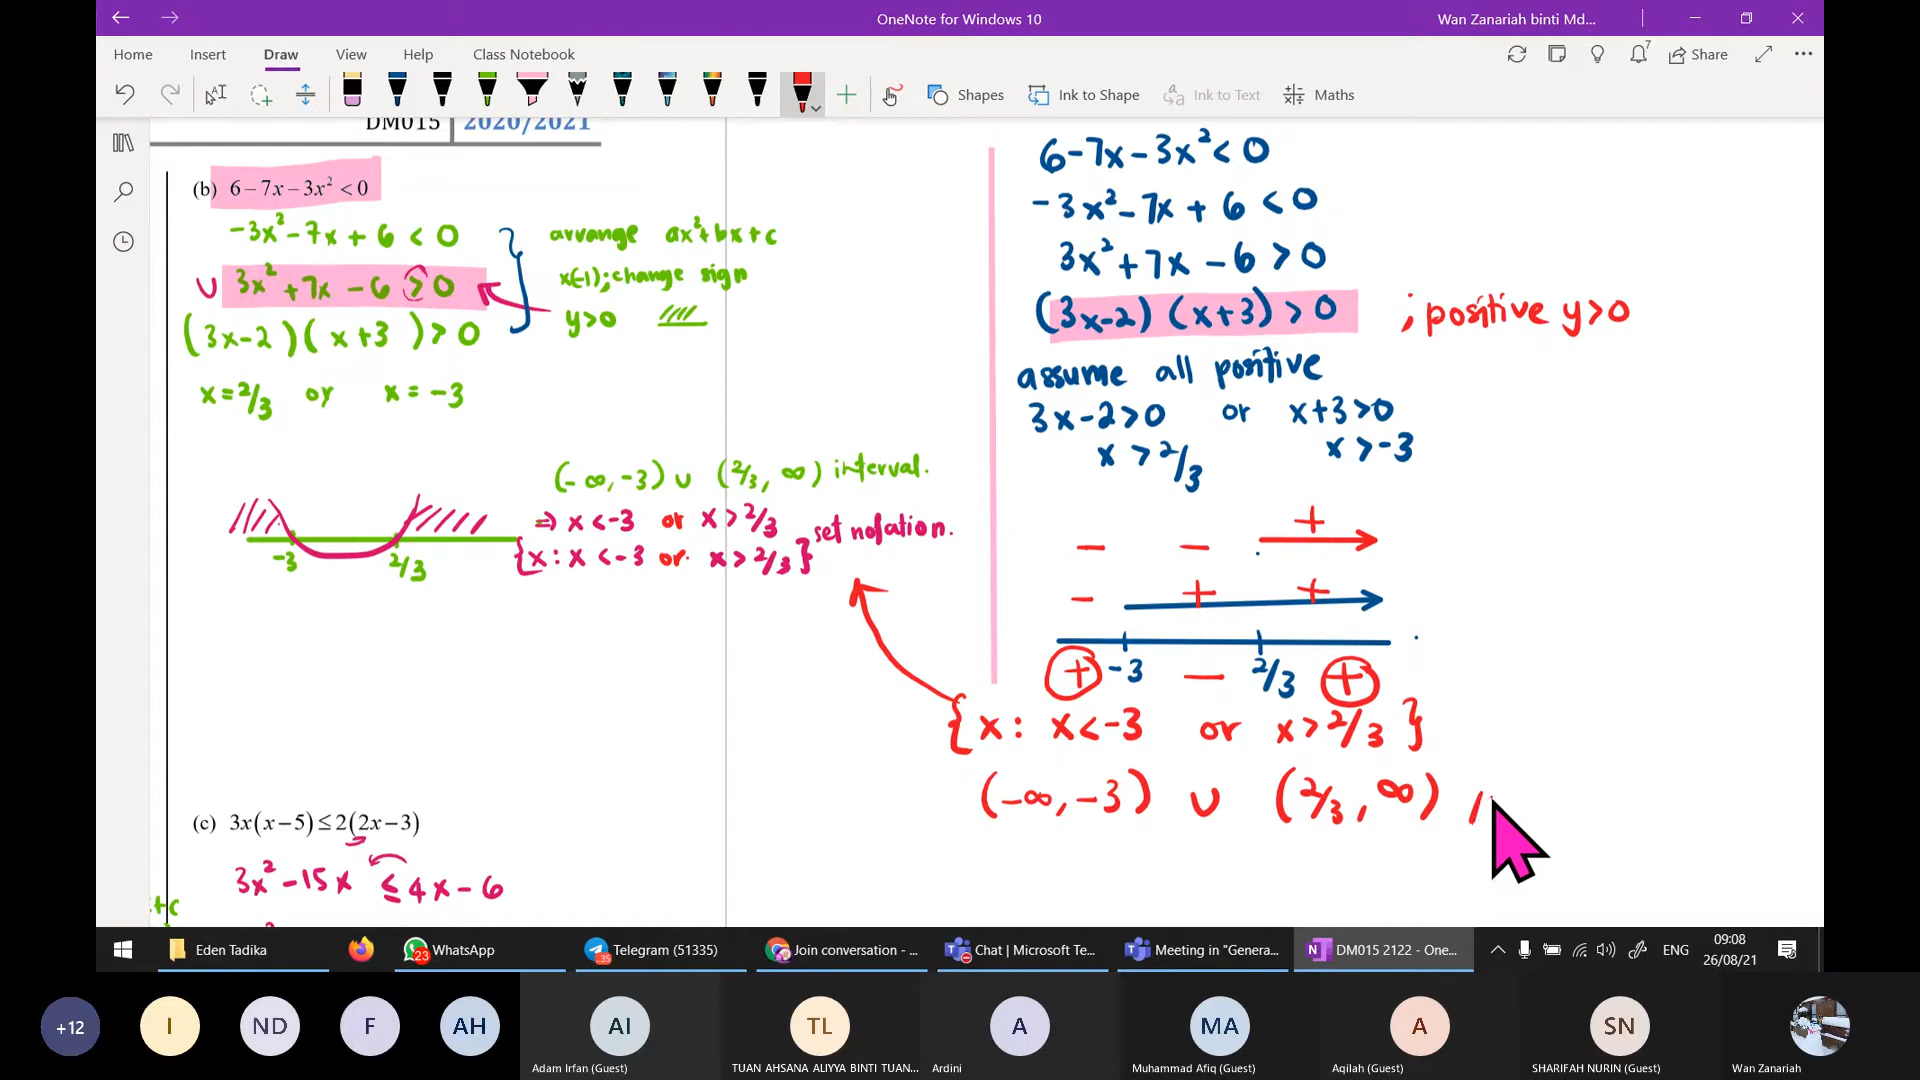 OneNote for Windows 10
Wan Zanariah binti Md...
Home Insert Draw View Help Class Notebook
7
Share
Shapes Ink to Shape Ink to Text Maths
DM015 2020/2021
(b) 6 − 7x − 3x² < 0
-3x² - 7x + 6 < 0
∪ 3x² + 7x - 6 > 0
(3x-2)(x+3) > 0
x = 2/3 or x = -3
arrange ax²+bx+c
x(-1); change sign
y>0
(-∞, -3) ∪ (2/3, ∞) interval.
⇒ x < -3 or x > 2/3
{x : x < -3 or x > 2/3} set notation.
-3 2/3
(c) 3x(x−5) ≤ 2(2x−3)
3x² - 15x ≤ 4x - 6
+c
6 - 7x - 3x² < 0
-3x² - 7x + 6 < 0
3x² + 7x - 6 > 0
(3x-2)(x+3) > 0 ; positive y>0
assume all positive
3x-2>0 or x+3>0
x > 2/3 x > -3
- - +
- + +
+ -3 - 2/3 +
{x : x < -3 or x > 2/3 }
(-∞, -3) ∪ (2/3, ∞)
Eden Tadika
23
WhatsApp
35
Telegram (51335)
Join conversation - ...
Chat | Microsoft Te...
Meeting in "Genera...
DM015 2122 - One...
ENG
09:08
26/08/21
+12 I ND F AH AI TL A MA A SN
Adam Irfan (Guest) TUAN AHSANA ALIYYA BINTI TUAN... Ardini Muhammad Afiq (Guest) Aqilah (Guest) SHARIFAH NURIN (Guest) Wan Zanariah